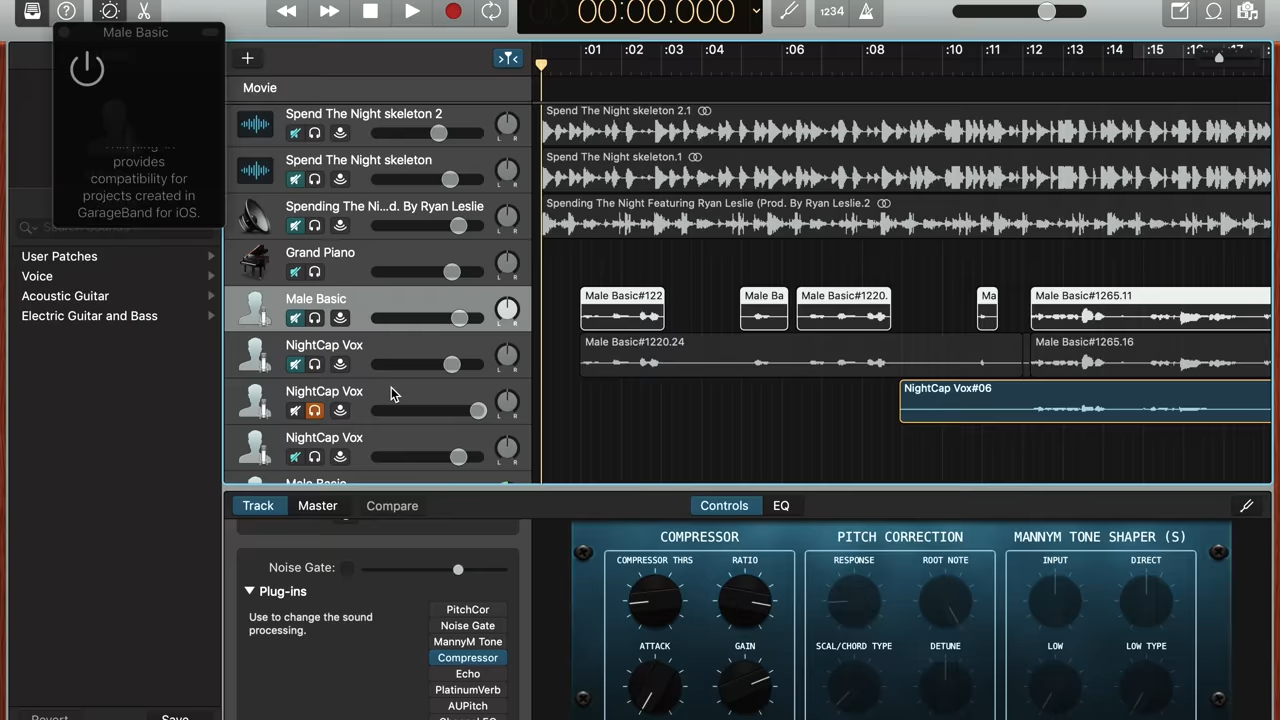 00:00.000
1234
Male Basic
provides
compatibility for
projects created in
GarageBand for iOS.
User Patches
Voice
Acoustic Guitar
Electric Guitar and Bass
Save
:01 :02 :03 :04 :06 :08 :10 :11 :12 :13 :14 :15
Movie
Spend The Night skeleton 2
L R
Spend The Night skeleton
L R
Spending The Ni...d. By Ryan Leslie
L R
Grand Piano
L R
Male Basic
L R
NightCap Vox
L R
NightCap Vox
L R
NightCap Vox
L R
Spend The Night skeleton 2.1
Spend The Night skeleton.1
Spending The Night Featuring Ryan Leslie (Prod. By Ryan Leslie.2
Male Basic#122
Male Ba
Male Basic#1220.
Ma
Male Basic#1265.11
Male Basic#1220.24
Male Basic#1265.16
NightCap Vox#06
Track Master Compare Controls EQ
Noise Gate:
Plug-ins
Use to change the sound
processing.
PitchCor
Noise Gate
MannyM Tone
Compressor
Echo
PlatinumVerb
AUPitch
COMPRESSOR
COMPRESSOR THRS RATIO
ATTACK GAIN
PITCH CORRECTION
RESPONSE ROOT NOTE
SCAL/CHORD TYPE DETUNE
MANNYM TONE SHAPER (S)
INPUT DIRECT
LOW LOW TYPE